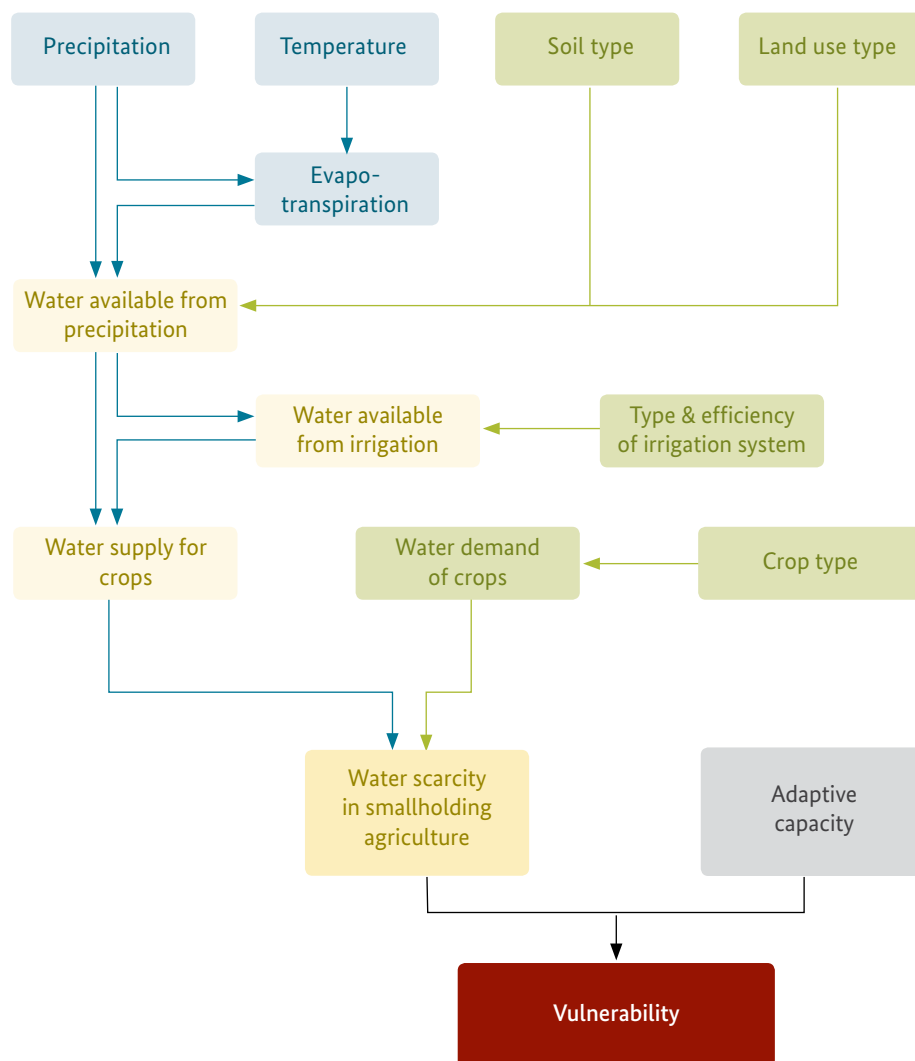 Precipitation
Temperature
Soil type
Land use type
Evapo-
transpiration
Water available from
precipitation
Water available
from irrigation
Type & efficiency
of irrigation system
Water supply for
crops
Water demand
of crops
Crop type
Water scarcity
in smallholding
agriculture
Adaptive
capacity
Vulnerability